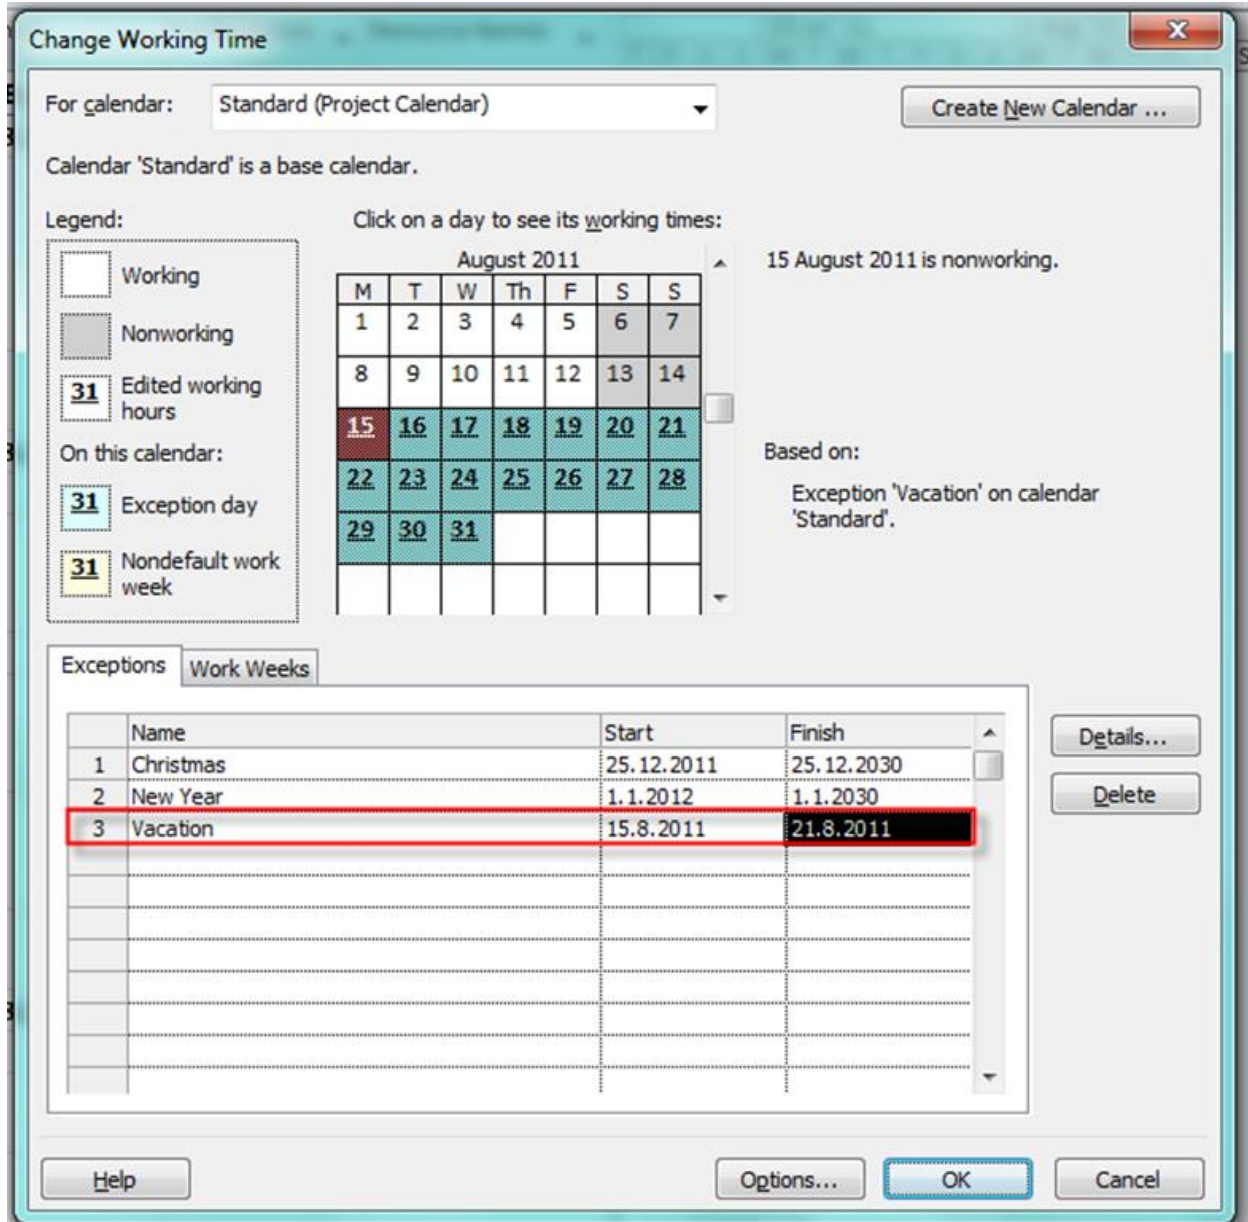 Change Working Time
For calendar: Standard (Project Calendar) Create New Calendar ...
Calendar 'Standard' is a base calendar.
Legend: Click on a day to see its working times:
Working
Nonworking
31 Edited working
hours
On this calendar:
31 Exception day
31 Nondefault work
week
August 2011
M T W Th F S S
1 2 3 4 5 6 7
8 9 10 11 12 13 14
15 16 17 18 19 20 21
22 23 24 25 26 27 28
29 30 31
15 August 2011 is nonworking.
Based on:
Exception 'Vacation' on calendar
'Standard'.
Exceptions Work Weeks
Name Start Finish
1 Christmas 25.12.2011 25.12.2030
2 New Year 1.1.2012 1.1.2030
3 Vacation 15.8.2011 21.8.2011
Details...
Delete
Help Options... OK Cancel